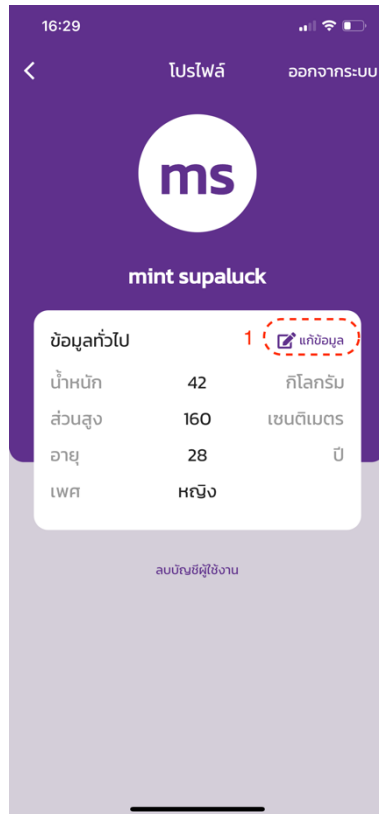 16:29
โปรไฟล์ ออกจากระบบ
ms
mint supaluck
ข้อมูลทั่วไป 1 แก้ข้อมูล
น้ำหนัก 42 กิโลกรัม
ส่วนสูง 160 เซนติเมตร
อายุ 28 ปี
เพศ หญิง
ลบบัญชีผู้ใช้งาน